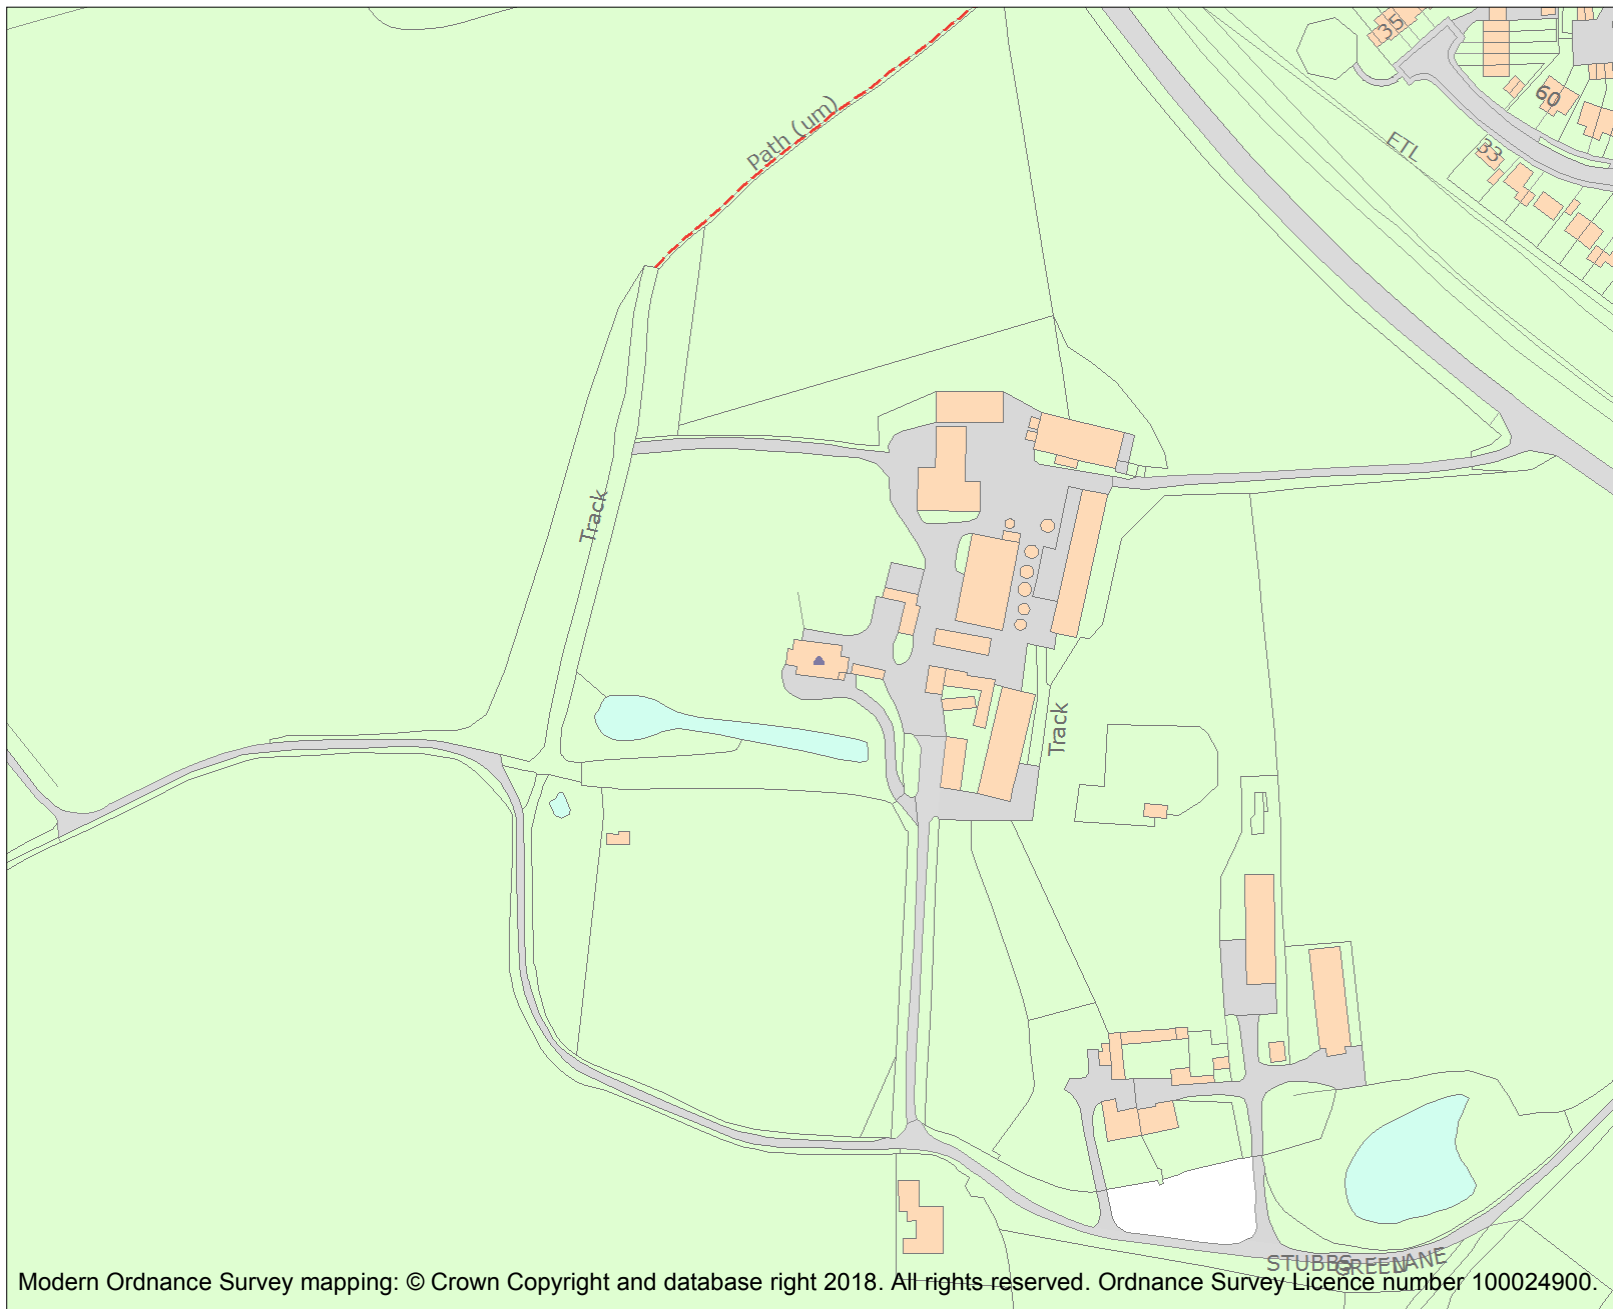 35
60
Path (um)
ETL
33
Track
Track
STUBBS GREEN LANE
Modern Ordnance Survey mapping: © Crown Copyright and database right 2018. All rights reserved. Ordnance Survey Licence number 100024900.